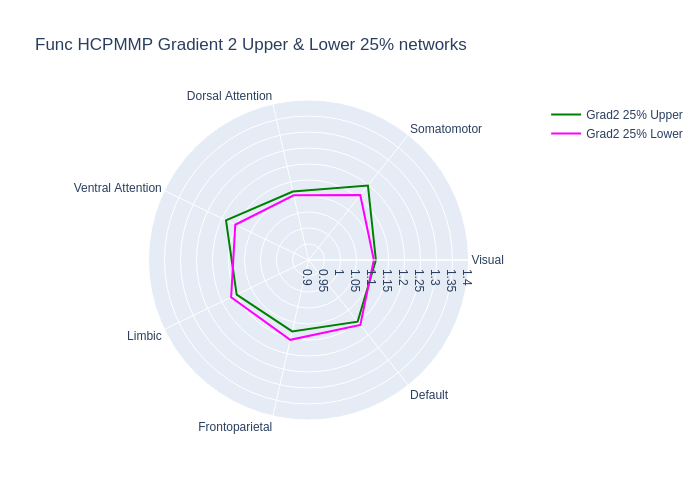 Func HCPMMP Gradient 2 Upper & Lower 25% networks
Dorsal Attention
Somatomotor
Grad2 25% Upper
Grad2 25% Lower
Ventral Attention
Visual
0.9
0.95
1
1.05
1.1
1.15
1.2
1.25
1.3
1.35
1.4
Limbic
Default
Frontoparietal